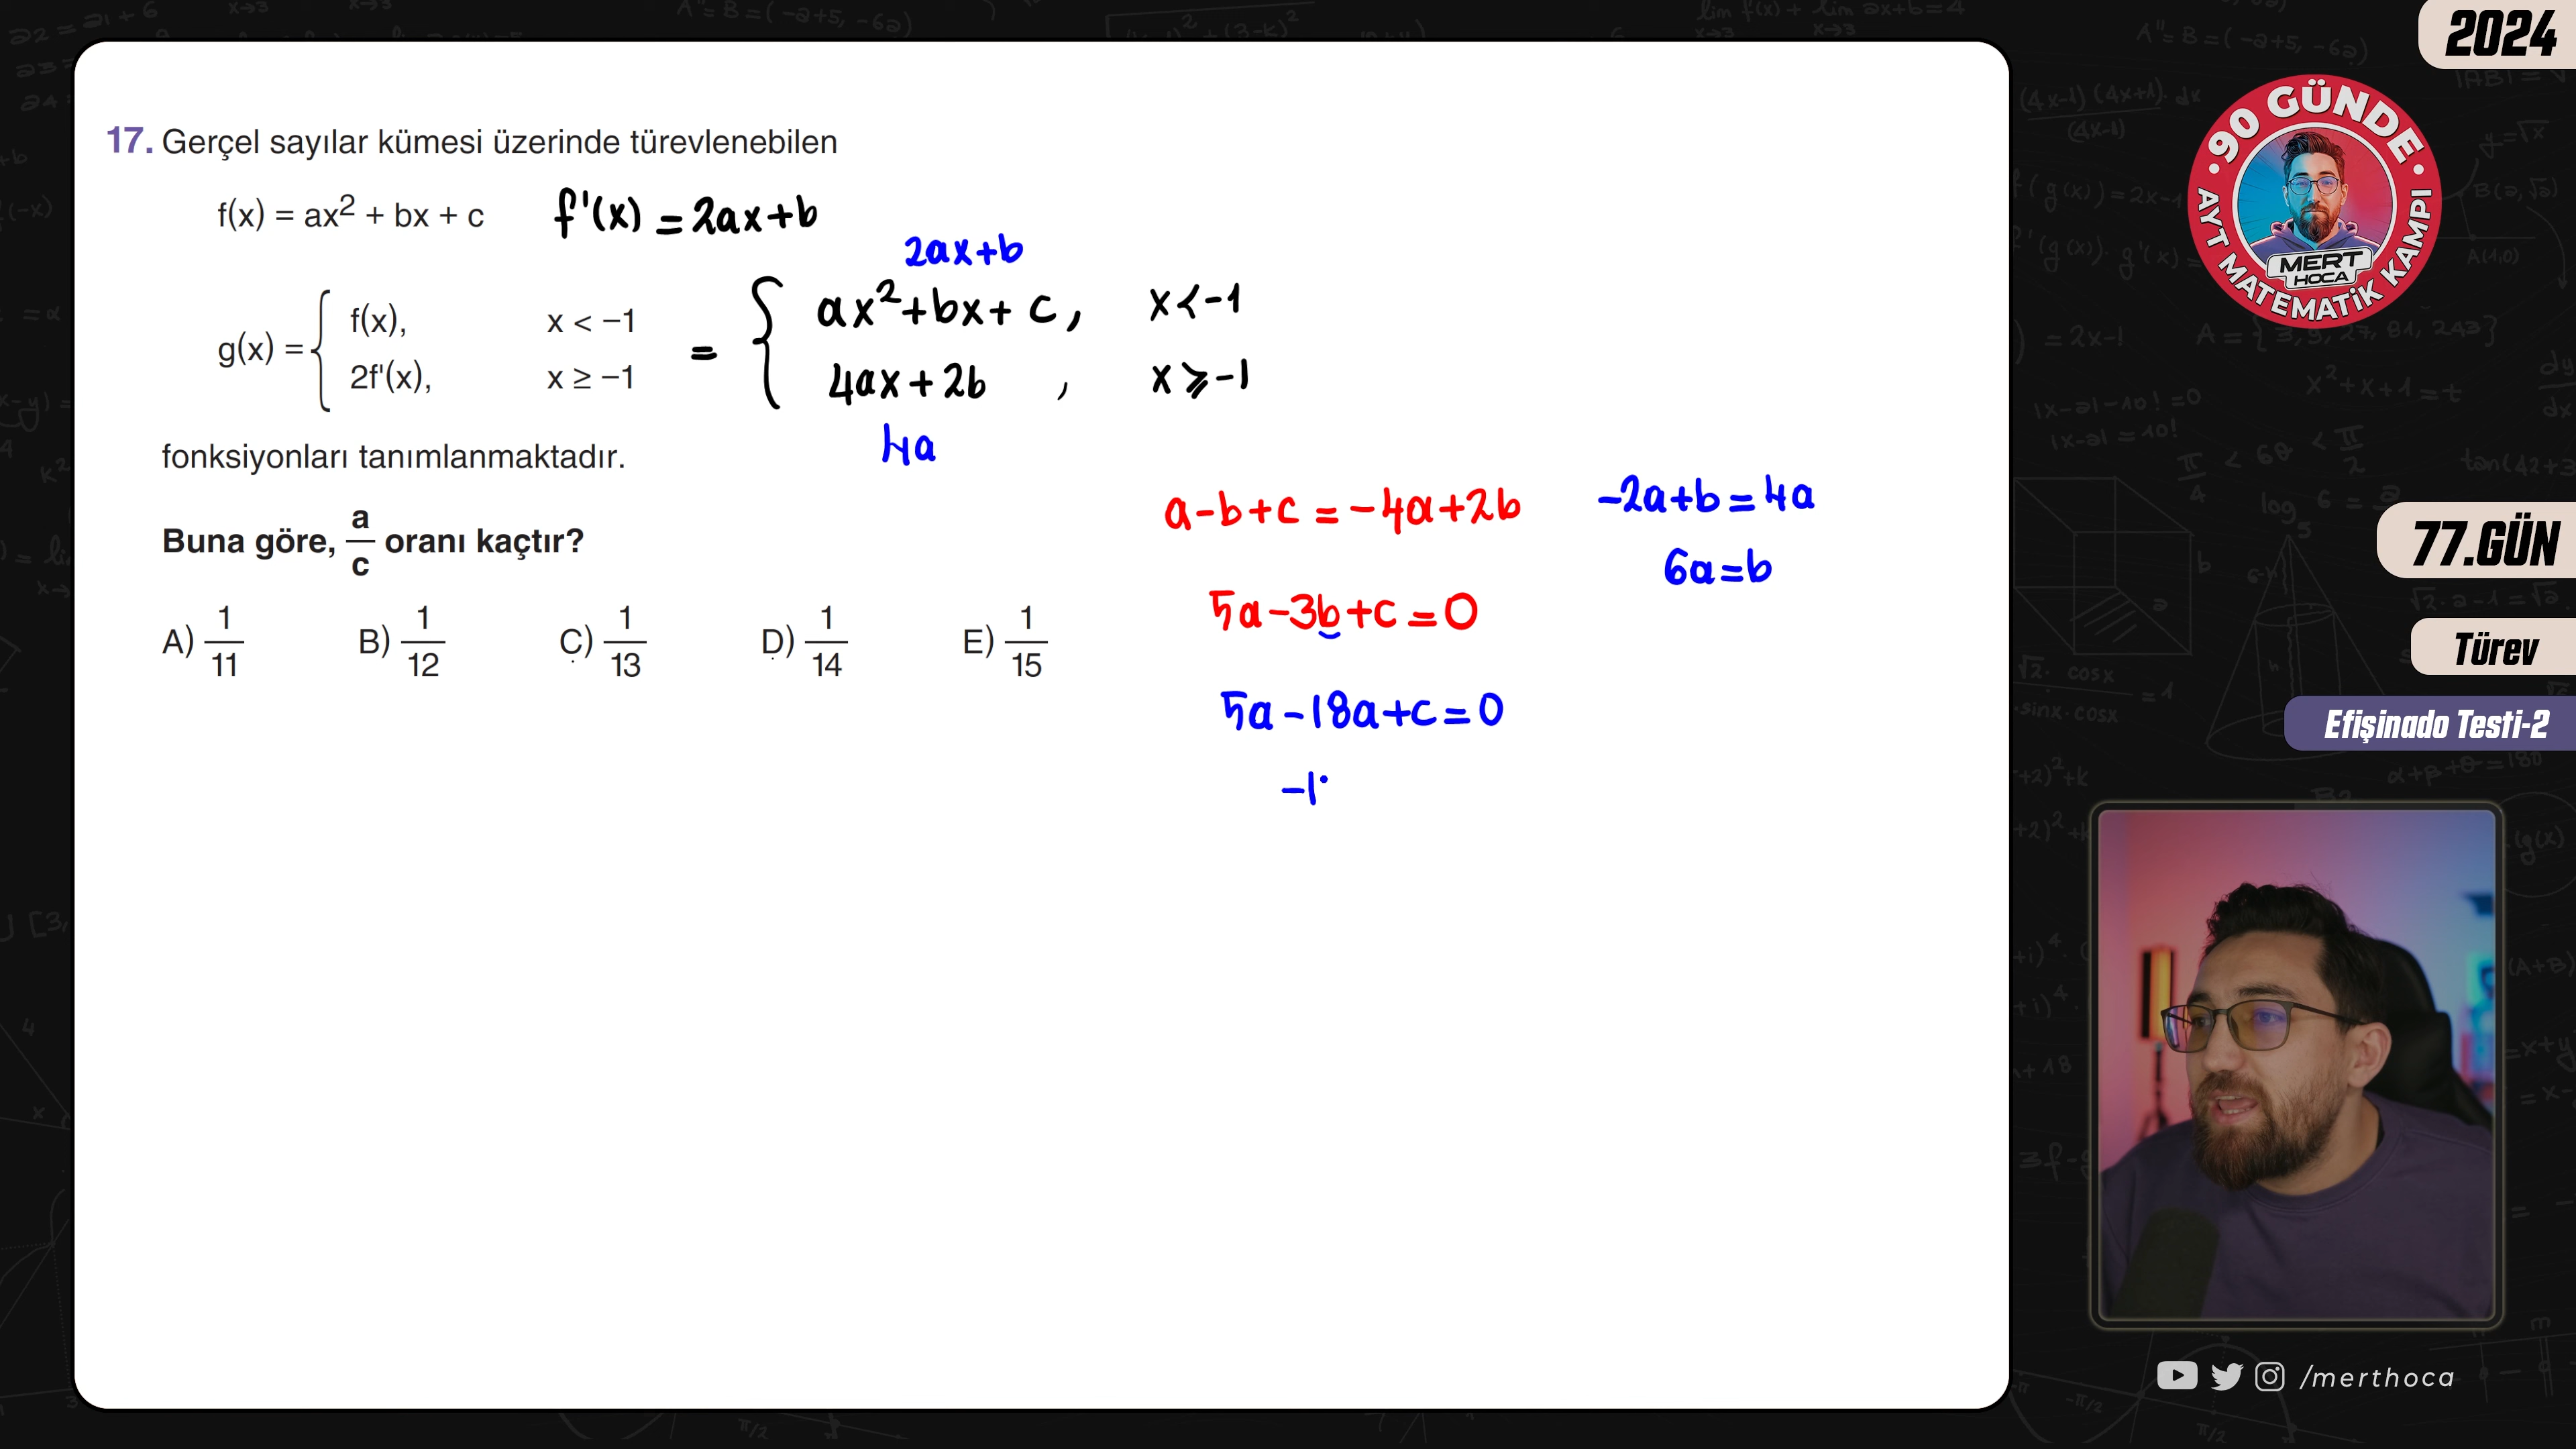 2024
90 GÜNDE
AYT MATEMATİK KAMPI
MERT
HOCA
17. Gerçel sayılar kümesi üzerinde türevlenebilen
f(x) = ax² + bx + c
f'(x) = 2ax+b
2ax+b
g(x) = { f(x), x < −1
2f'(x), x ≥ −1
= { ax²+bx+c, x<-1
4ax+2b , x≥-1
4a
fonksiyonları tanımlanmaktadır.
Buna göre, a/c oranı kaçtır?
A) 1/11 B) 1/12 C) 1/13 D) 1/14 E) 1/15
a-b+c=-4a+2b
5a-3b+c=0
5a-18a+c=0
-1
-2a+b=4a
6a=b
77.GÜN
Türev
Efişinado Testi-2
/merthoca